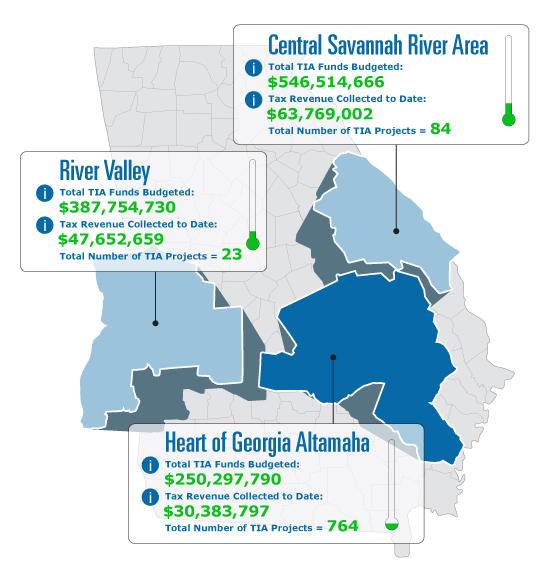 Central Savannah River Area
i Total TIA Funds Budgeted:
$546,514,666
i Tax Revenue Collected to Date:
$63,769,002
Total Number of TIA Projects = 84
River Valley
i Total TIA Funds Budgeted:
$387,754,730
i Tax Revenue Collected to Date:
$47,652,659
Total Number of TIA Projects = 23
Heart of Georgia Altamaha
i Total TIA Funds Budgeted:
$250,297,790
i Tax Revenue Collected to Date:
$30,383,797
Total Number of TIA Projects = 764